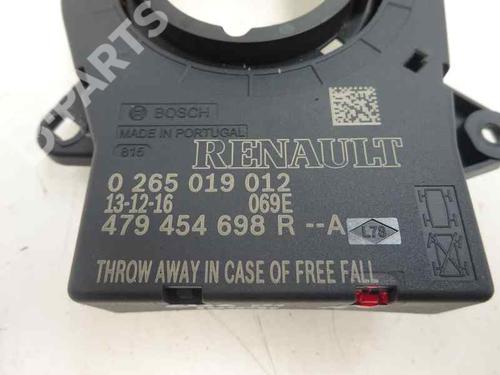 PARTS
BOSCH
MADE IN PORTUGAL
815
RENAULT
0 265 019 012
13-12-16 069E
479 454 698 R --A L79
THROW AWAY IN CASE OF FREE FALL